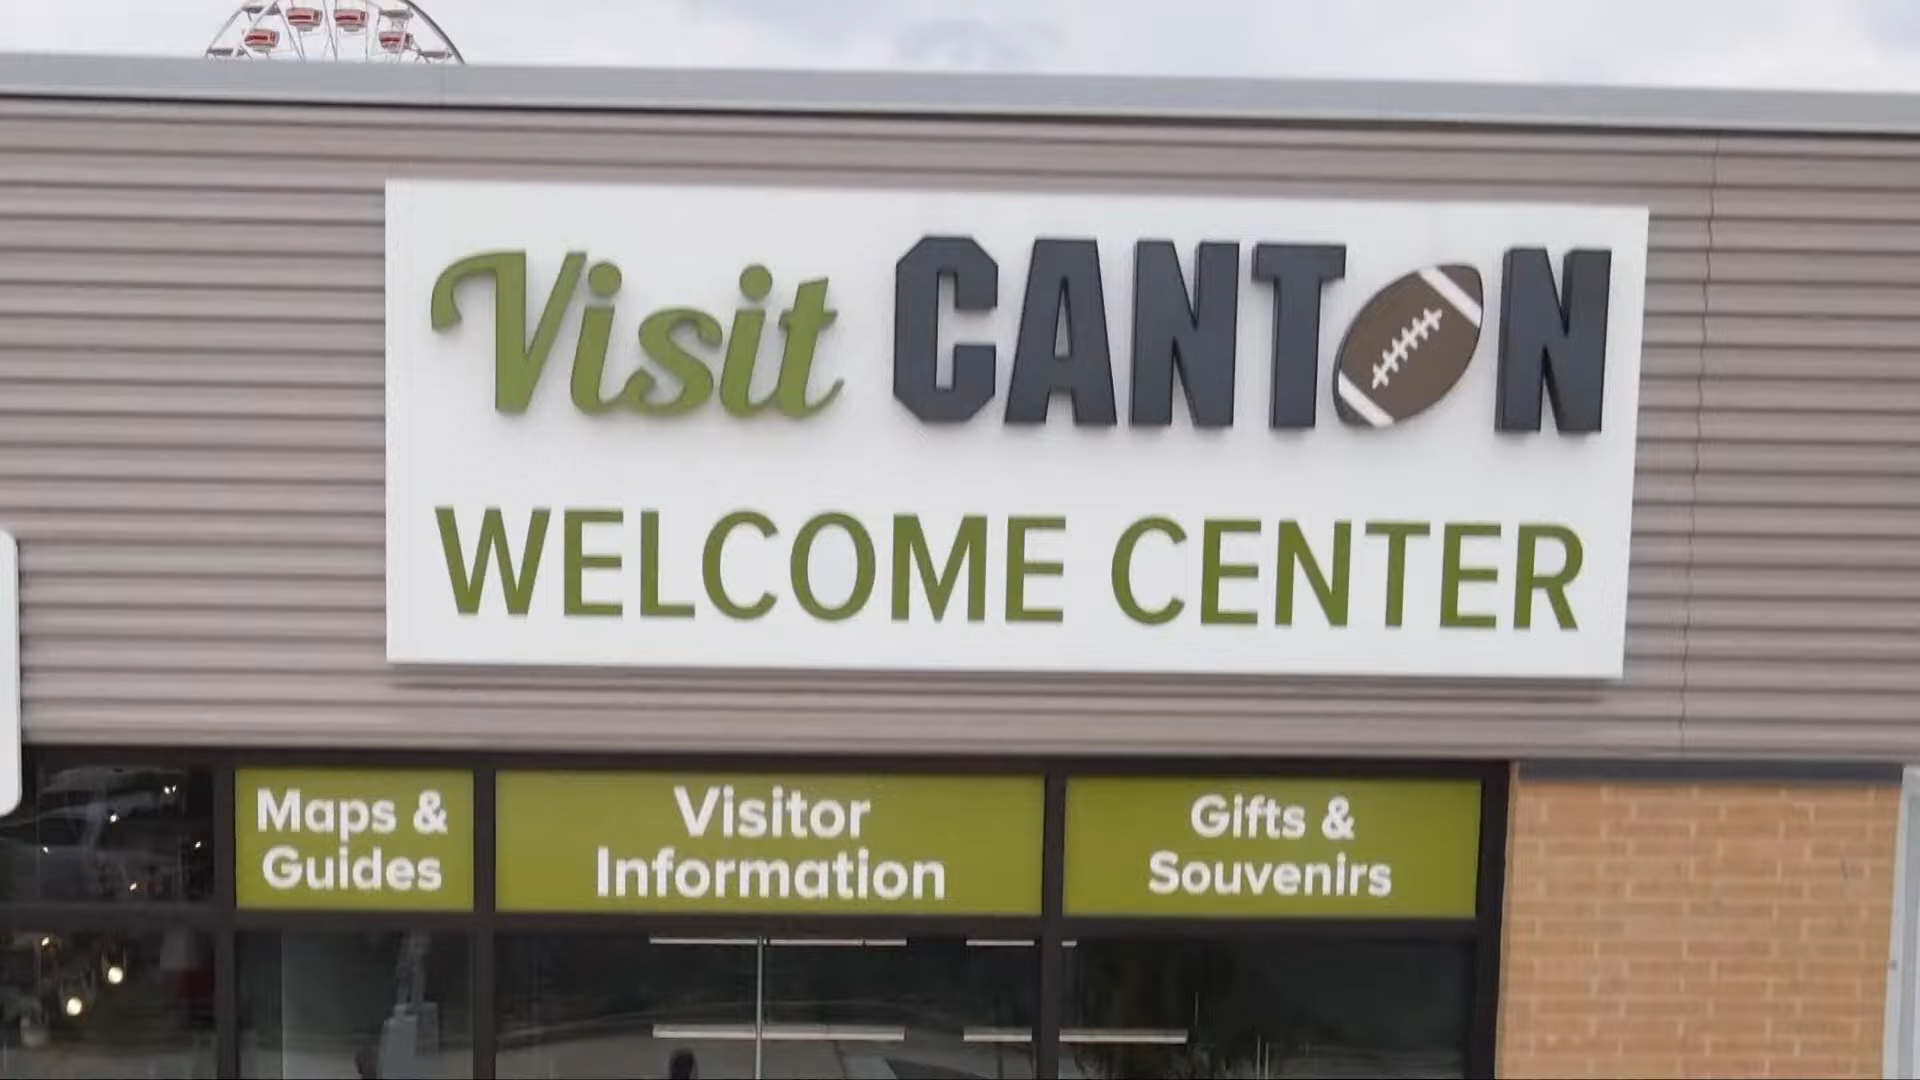 Visit CANTON
WELCOME CENTER
Maps &
Guides
Visitor
Information
Gifts &
Souvenirs